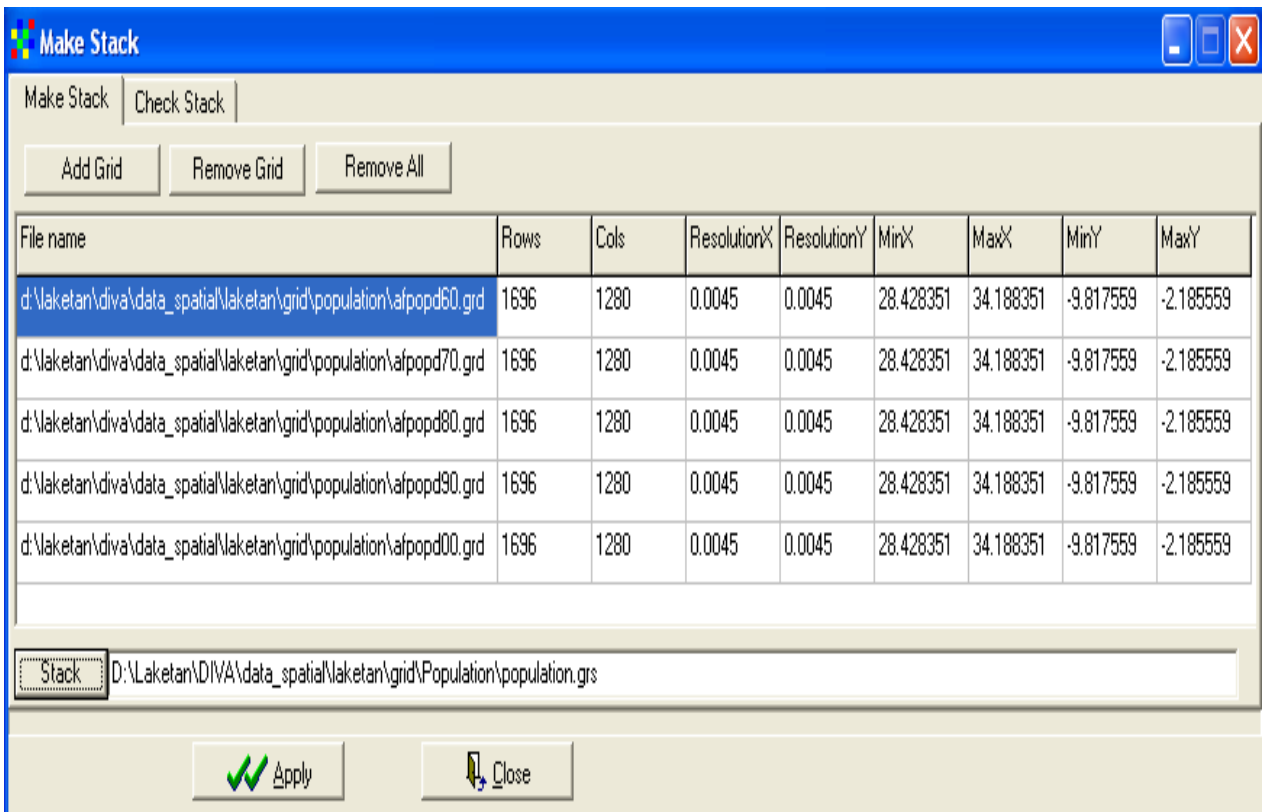 Make Stack
Make Stack Check Stack
Add Grid Remove Grid Remove All
File name Rows Cols ResolutionX ResolutionY MinX MaxX MinY MaxY
d:\laketan\diva\data_spatial\laketan\grid\population\afpopd60.grd 1696 1280 0.0045 0.0045 28.428351 34.188351 -9.817559 -2.185559
d:\laketan\diva\data_spatial\laketan\grid\population\afpopd70.grd 1696 1280 0.0045 0.0045 28.428351 34.188351 -9.817559 -2.185559
d:\laketan\diva\data_spatial\laketan\grid\population\afpopd80.grd 1696 1280 0.0045 0.0045 28.428351 34.188351 -9.817559 -2.185559
d:\laketan\diva\data_spatial\laketan\grid\population\afpopd90.grd 1696 1280 0.0045 0.0045 28.428351 34.188351 -9.817559 -2.185559
d:\laketan\diva\data_spatial\laketan\grid\population\afpopd00.grd 1696 1280 0.0045 0.0045 28.428351 34.188351 -9.817559 -2.185559
Stack D:\Laketan\DIVA\data_spatial\laketan\grid\Population\population.grs
Apply Close